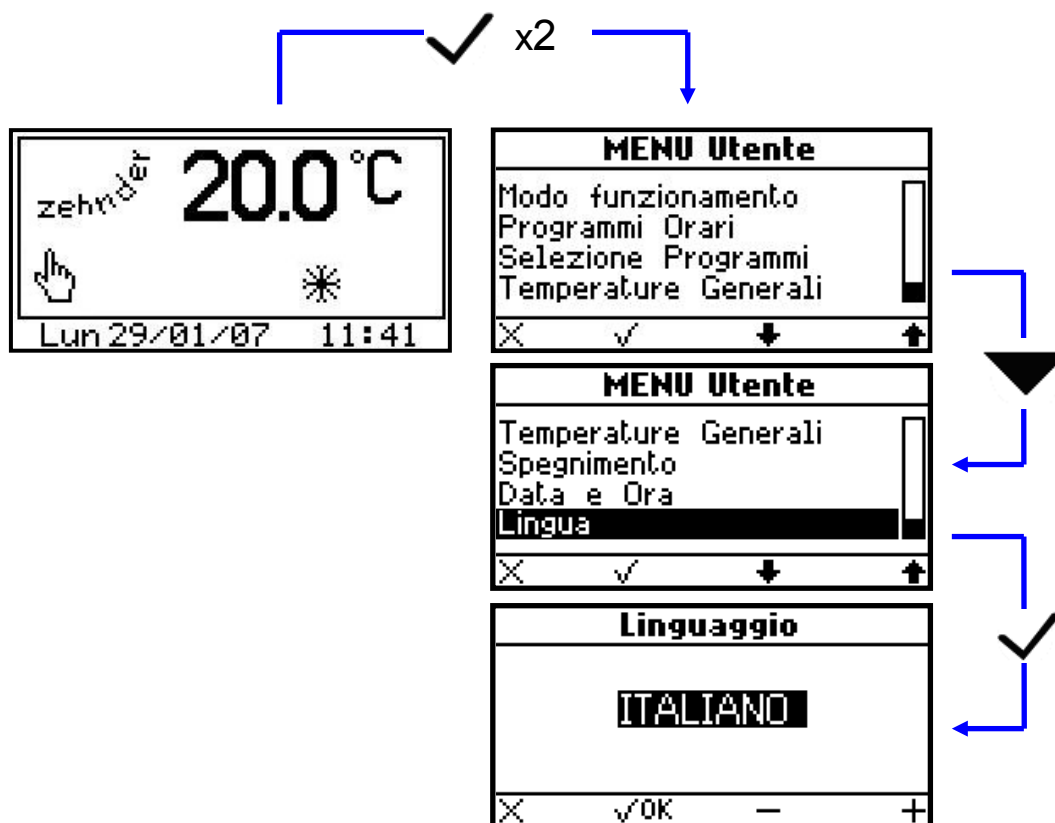 x2
zehnder
20.0 °C
Lun 29/01/07 11:41
MENU Utente
Modo funzionamento
Programmi Orari
Selezione Programmi
Temperature Generali
MENU Utente
Temperature Generali
Spegnimento
Data e Ora
Lingua
Linguaggio
ITALIANO
✓OK − +